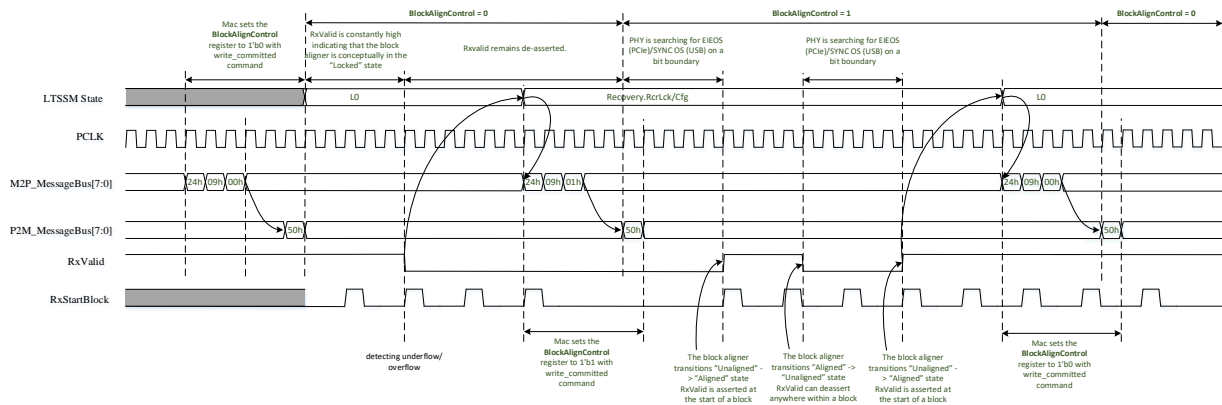 BlockAlignControl = 0
BlockAlignControl = 1
BlockAlignControl = 0
Mac sets the
BlockAlignControl
register to 1'b0 with
write_committed
command
RxValid is constantly high
indicating that the block
aligner is conceptually in the
"Locked" state
Rxvalid remains de-asserted.
PHY is searching for EIEOS
(PCIe)/SYNC OS (USB) on a
bit boundary
PHY is searching for EIEOS
(PCIe)/SYNC OS (USB) on a
bit boundary
LTSSM State
L0
Recovery.RcrLck/Cfg
L0
PCLK
M2P_MessageBus[7:0]
24h 09h 00h
24h 09h 01h
24h 09h 00h
P2M_MessageBus[7:0]
50h
50h
50h
RxValid
RxStartBlock
detecting underflow/
overflow
Mac sets the
BlockAlignControl
register to 1'b1 with
write_committed
command
The block aligner
transitions "Unaligned" -
> "Aligned" state
RxValid is asserted at
the start of a block
The block aligner
transitions "Aligned" ->
"Unaligned" state
RxValid can deassert
anywhere within a block
The block aligner
transitions "Unaligned" -
> "Aligned" state
RxValid is asserted at
the start of a block
Mac sets the
BlockAlignControl
register to 1'b0 with
write_committed
command